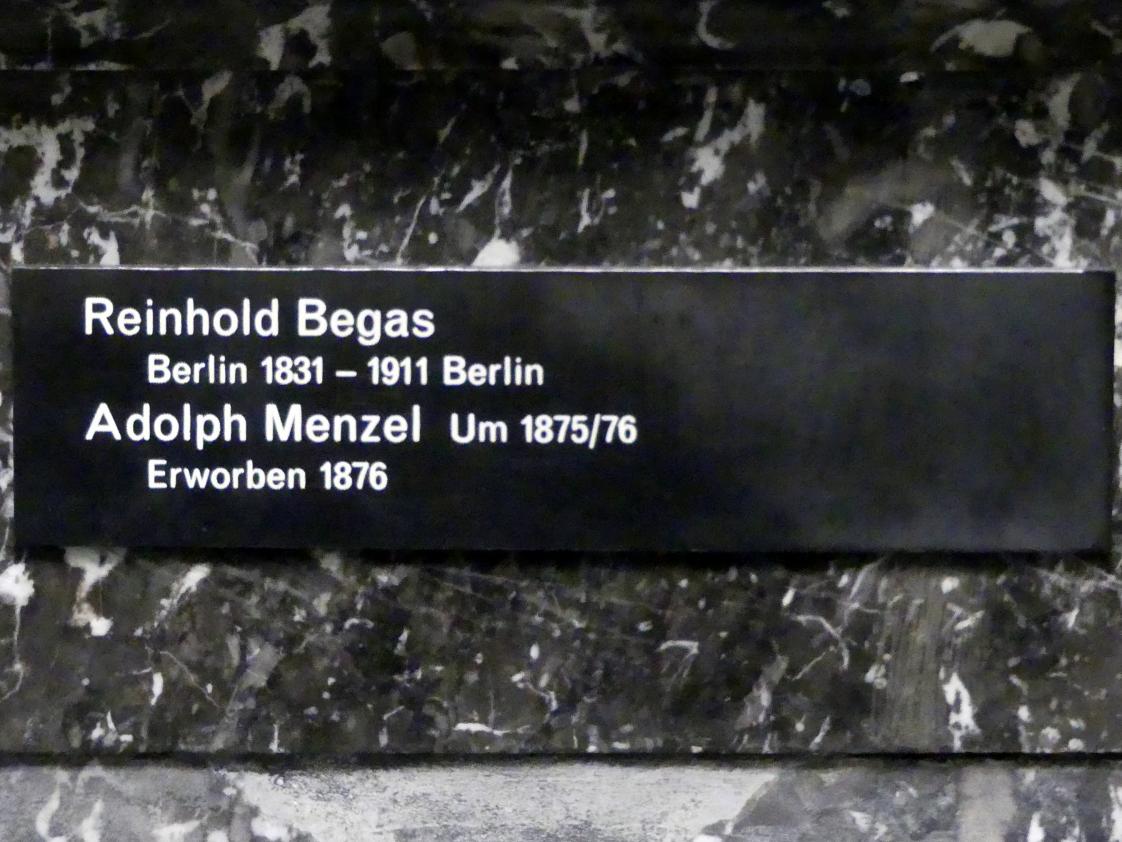 Reinhold Begas
Berlin 1831 – 1911 Berlin
Adolph Menzel Um 1875/76
Erworben 1876